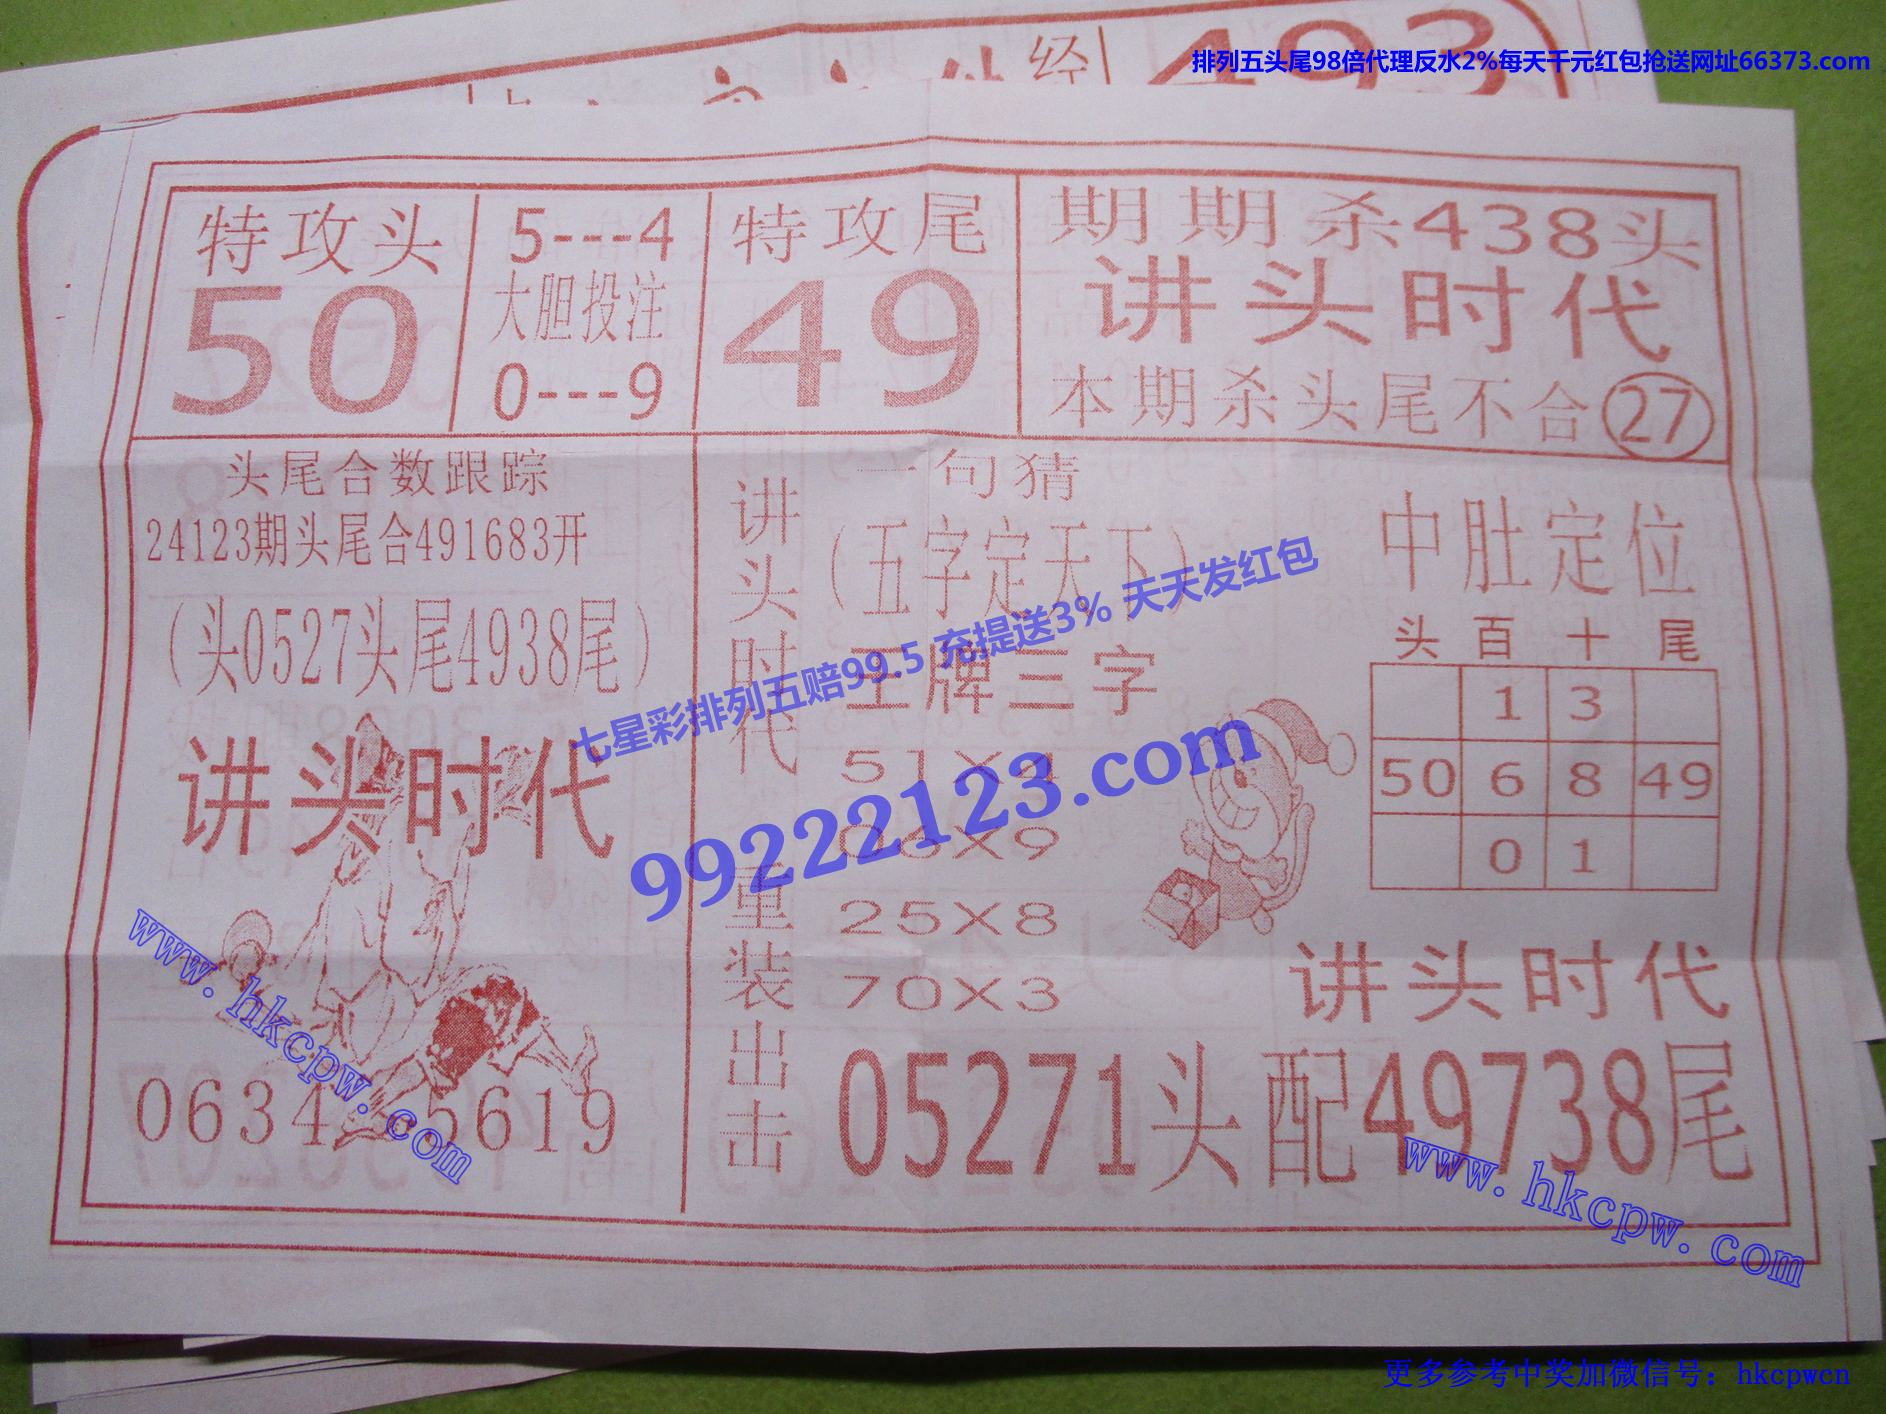 排列五头尾98倍代理反水2%每天千元红包抢送网址66373.com
经
493
特攻头
50
5---4
大胆投注
0---9
特攻尾
49
期期杀438头
讲头时代
本期杀头尾不合27
头尾合数跟踪
24123期头尾合491683开
(头0527头尾4938尾)
讲头时代
0634
5619
讲头时代
重装出击
一句猜
(五字定天下)
王牌三字
51X4
06X9
25X8
70X3
中肚定位
头 百 十 尾
1 3
50 6 8 49
0 1
讲头时代
05271头配49738尾
七星彩排列五赔99.5 充提送3% 天天发红包
99222123.com
www.hkcpw.com
www.hkcpw.com
更多参考中奖加微信号：hkcpwcn